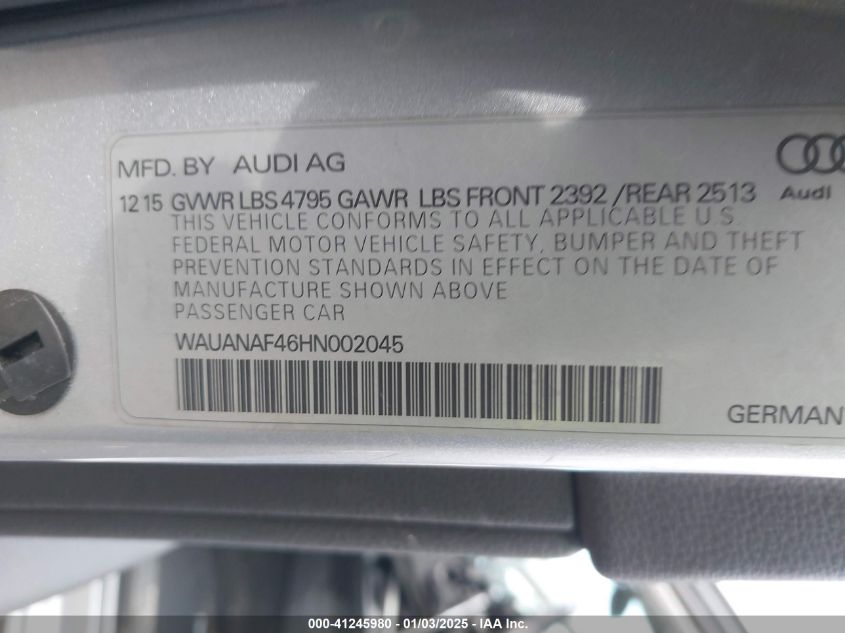 MFD. BY AUDI AG
Audi
12 15 GVWR LBS 4795 GAWR LBS FRONT 2392 /REAR 2513
THIS VEHICLE CONFORMS TO ALL APPLICABLE U.S.
FEDERAL MOTOR VEHICLE SAFETY, BUMPER AND THEFT
PREVENTION STANDARDS IN EFFECT ON THE DATE OF
MANUFACTURE SHOWN ABOVE
PASSENGER CAR
WAUANAF46HN002045
GERMANY
000-41245980 - 01/03/2025 - IAA Inc.